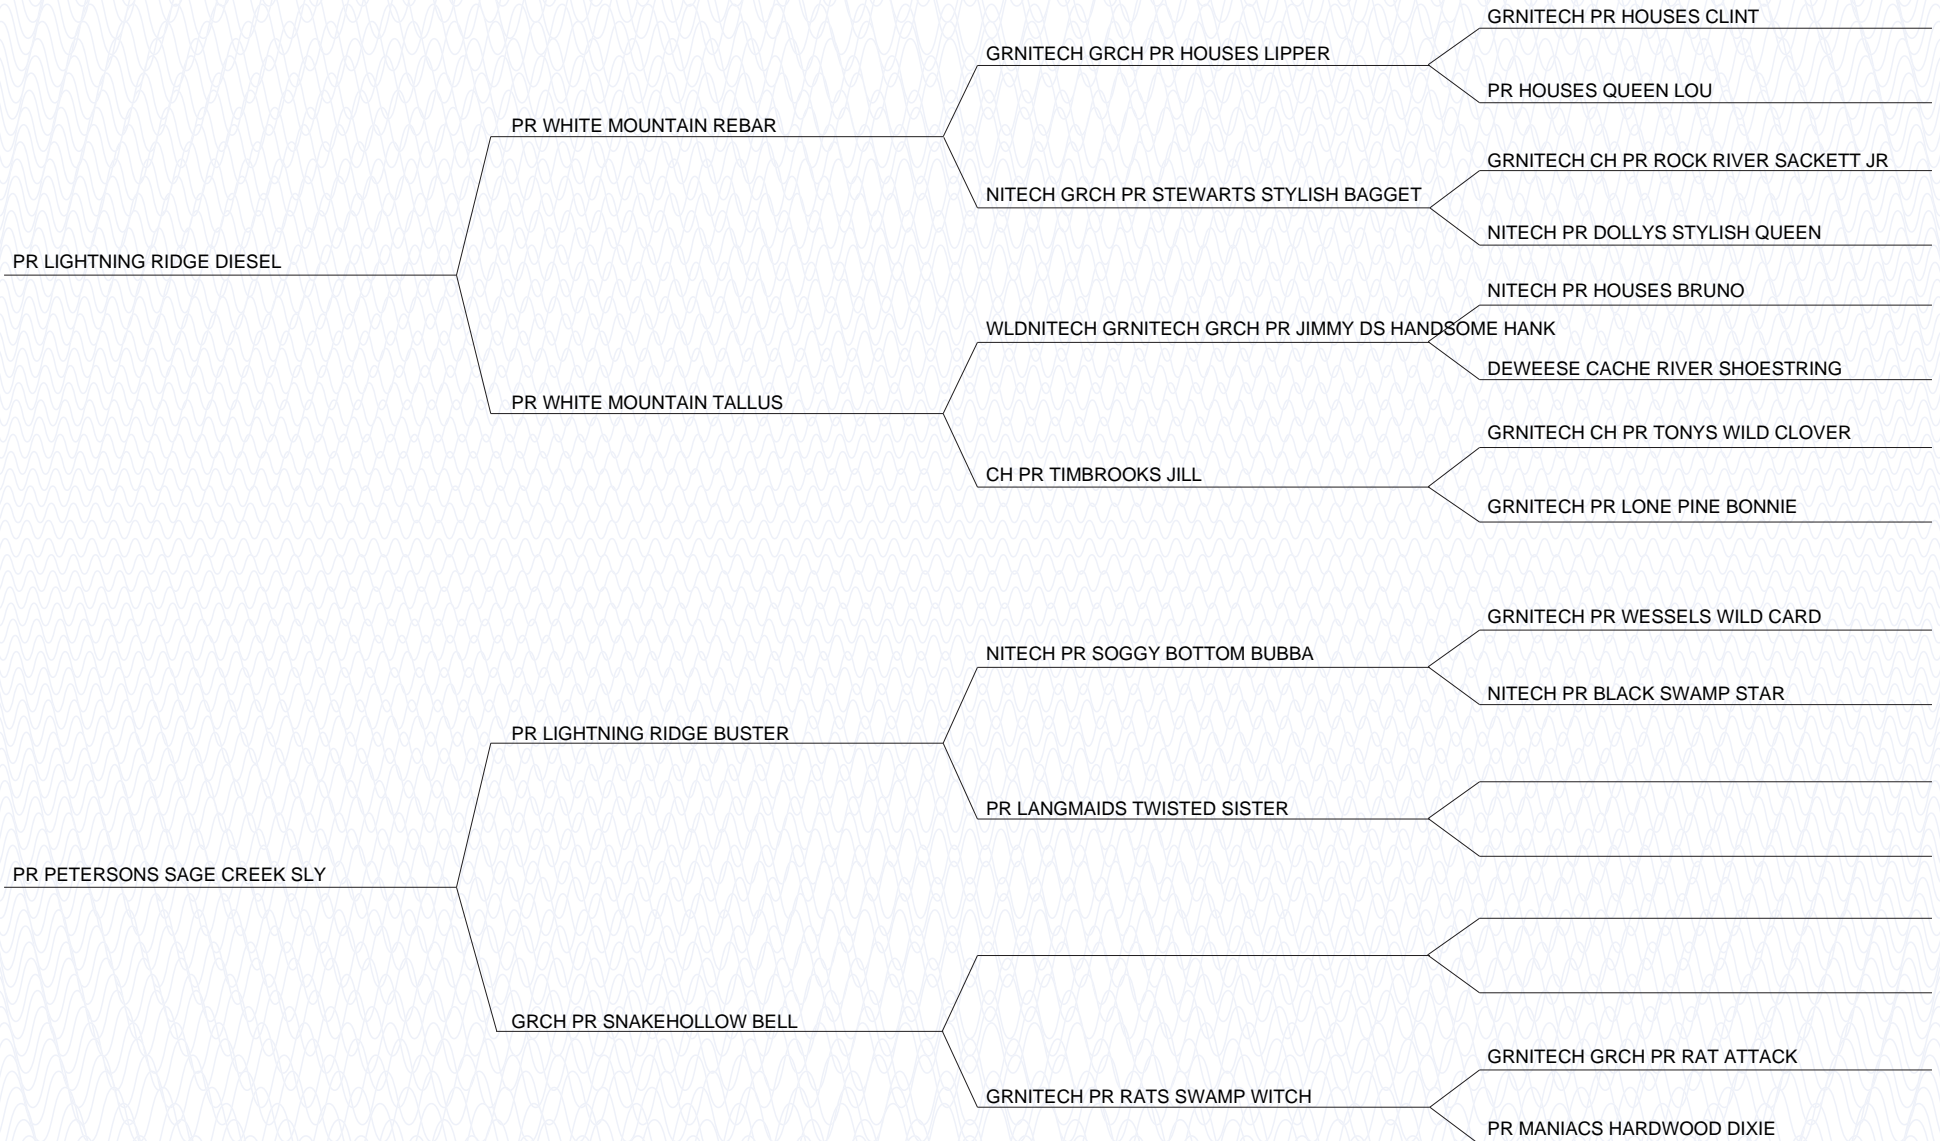 GRNITECH PR HOUSES CLINT
GRNITECH GRCH PR HOUSES LIPPER
PR HOUSES QUEEN LOU
PR WHITE MOUNTAIN REBAR
GRNITECH CH PR ROCK RIVER SACKETT JR
NITECH GRCH PR STEWARTS STYLISH BAGGET
NITECH PR DOLLYS STYLISH QUEEN
PR LIGHTNING RIDGE DIESEL
NITECH PR HOUSES BRUNO
WLDNITECH GRNITECH GRCH PR JIMMY DS HANDSOME HANK
DEWEESE CACHE RIVER SHOESTRING
PR WHITE MOUNTAIN TALLUS
GRNITECH CH PR TONYS WILD CLOVER
CH PR TIMBROOKS JILL
GRNITECH PR LONE PINE BONNIE
GRNITECH PR WESSELS WILD CARD
NITECH PR SOGGY BOTTOM BUBBA
NITECH PR BLACK SWAMP STAR
PR LIGHTNING RIDGE BUSTER
PR LANGMAIDS TWISTED SISTER
PR PETERSONS SAGE CREEK SLY
GRCH PR SNAKEHOLLOW BELL
GRNITECH GRCH PR RAT ATTACK
GRNITECH PR RATS SWAMP WITCH
PR MANIACS HARDWOOD DIXIE